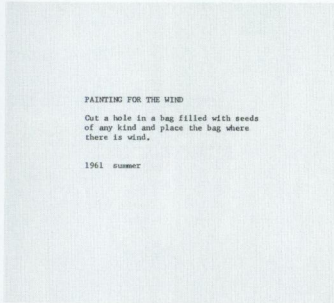 PAINTING FOR THE WIND
Cut a hole in a bag filled with seeds
of any kind and place the bag where
there is wind.
1961 summer